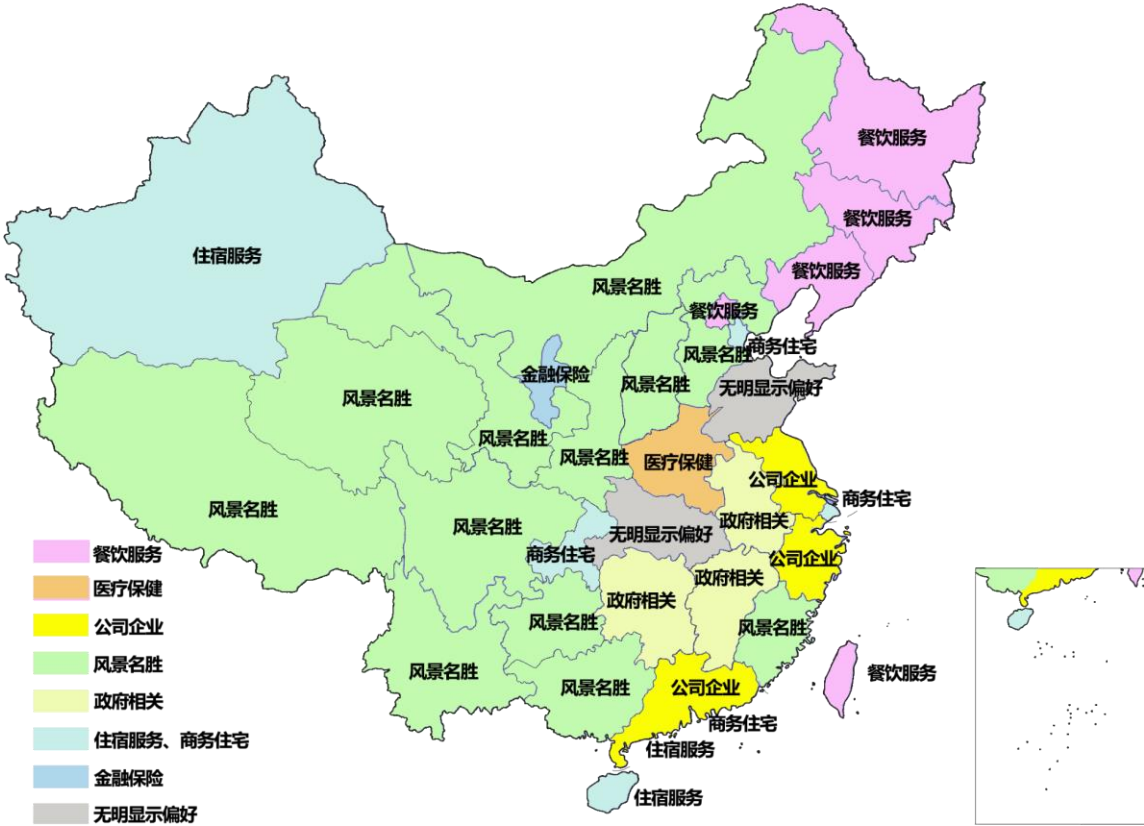 餐饮服务
餐饮服务
住宿服务
餐饮服务
风景名胜
餐饮服务
商务住宅
风景名胜
金融保险
风景名胜
无明显示偏好
风景名胜
风景名胜
风景名胜
医疗保健
公司企业
商务住宅
风景名胜
风景名胜
政府相关
无明显示偏好
商务住宅
公司企业
政府相关
政府相关
风景名胜
风景名胜
风景名胜
风景名胜
公司企业
餐饮服务
商务住宅
住宿服务
住宿服务
餐饮服务
医疗保健
公司企业
风景名胜
政府相关
住宿服务、商务住宅
金融保险
无明显示偏好